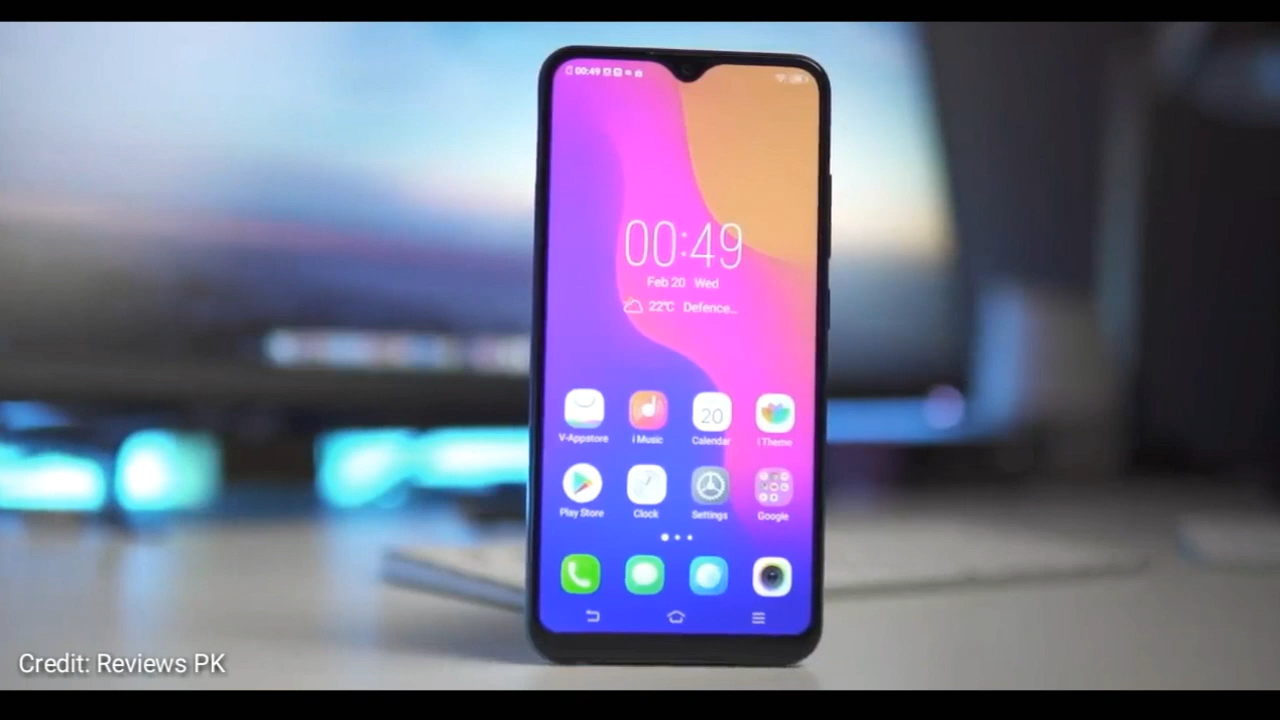 00:49
00:49
Feb 20 Wed
22℃ Defence...
20
V-Appstore i Music Calendar i Theme
Play Store Clock Settings Google
Credit: Reviews PK